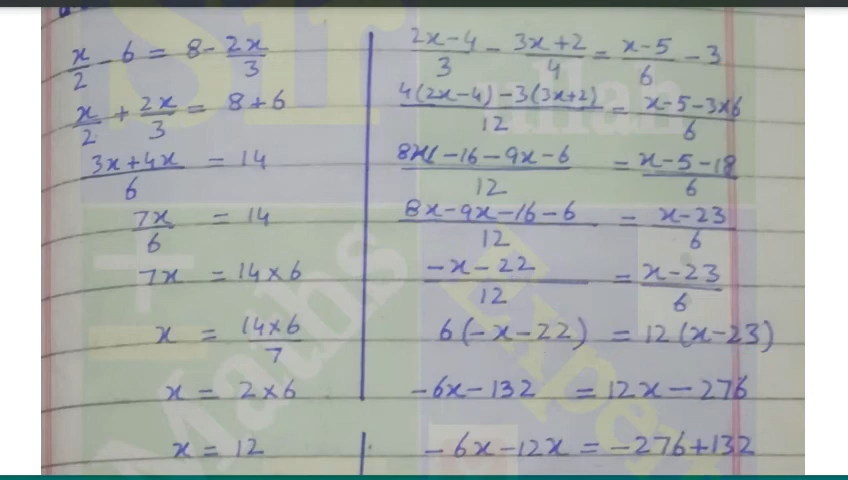 x/2 - 6 = 8 - 2x/3
x/2 + 2x/3 = 8 + 6
(3x + 4x)/6 = 14
7x/6 = 14
7x = 14 × 6
x = (14 × 6)/7
x = 2 × 6
x = 12
(2x - 4)/3 - (3x + 2)/4 = (x - 5)/6 - 3
(4(2x - 4) - 3(3x + 2))/12 = (x - 5 - 3×6)/6
(8x - 16 - 9x - 6)/12 = (x - 5 - 18)/6
(8x - 9x - 16 - 6)/12 = (x - 23)/6
(-x - 22)/12 = (x - 23)/6
6(-x - 22) = 12(x - 23)
-6x - 132 = 12x - 276
-6x - 12x = -276 + 132
Sir
Maths
Expert